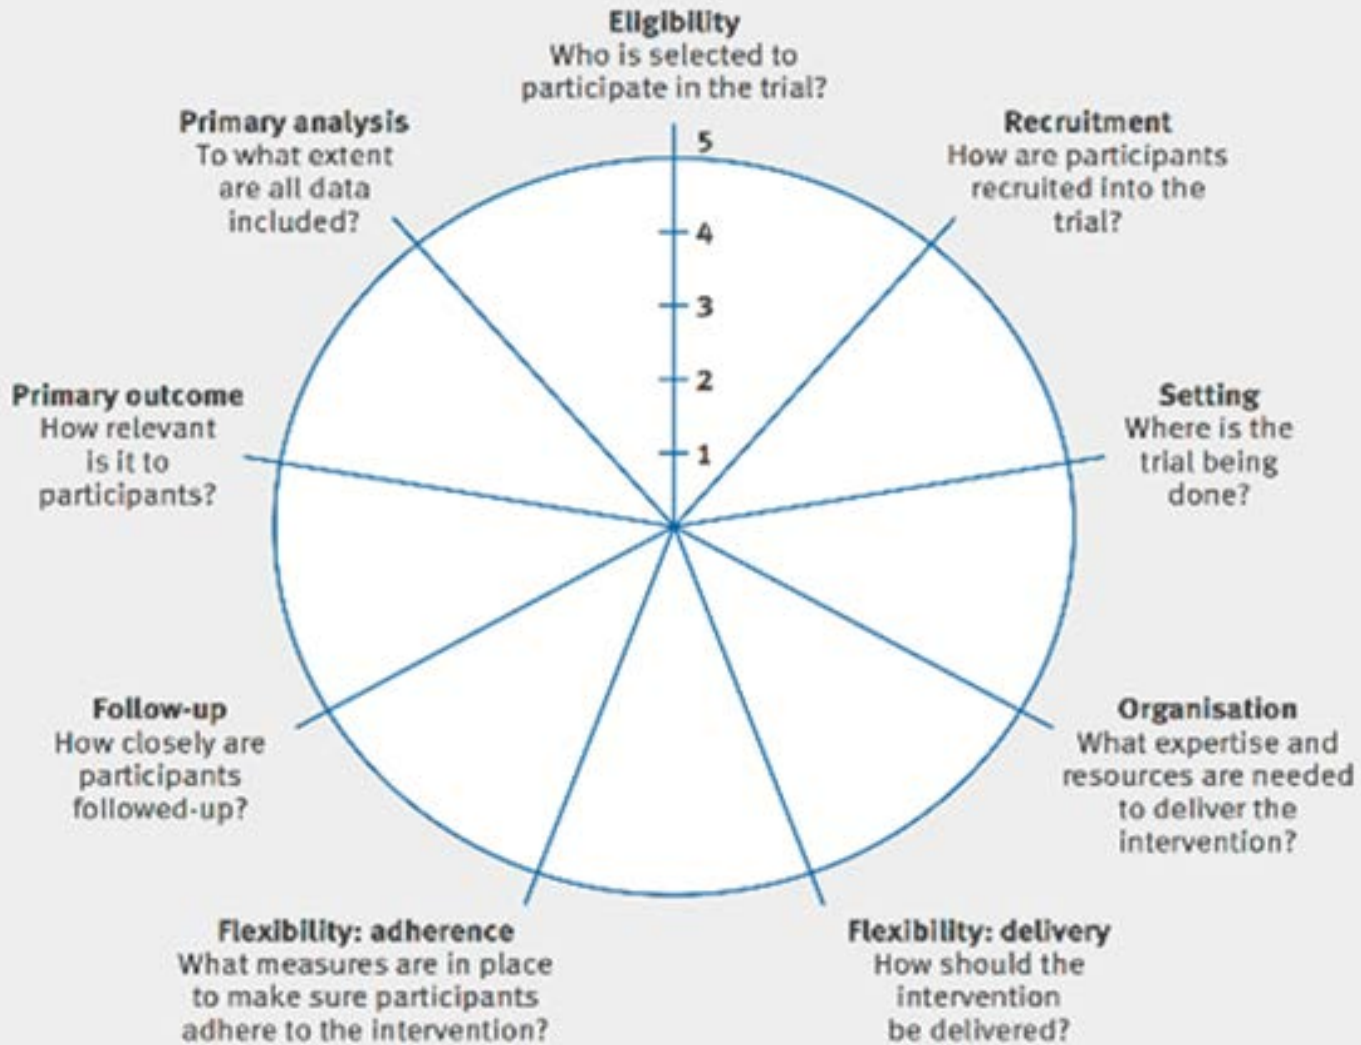 Eligibility
Who is selected to
participate in the trial?
Primary analysis
To what extent
are all data
included?
Recruitment
How are participants
recruited into the
trial?
5
4
3
2
1
Primary outcome
How relevant
is it to
participants?
Setting
Where is the
trial being
done?
Follow-up
How closely are
participants
followed-up?
Organisation
What expertise and
resources are needed
to deliver the
intervention?
Flexibility: adherence
What measures are in place
to make sure participants
adhere to the intervention?
Flexibility: delivery
How should the
intervention
be delivered?